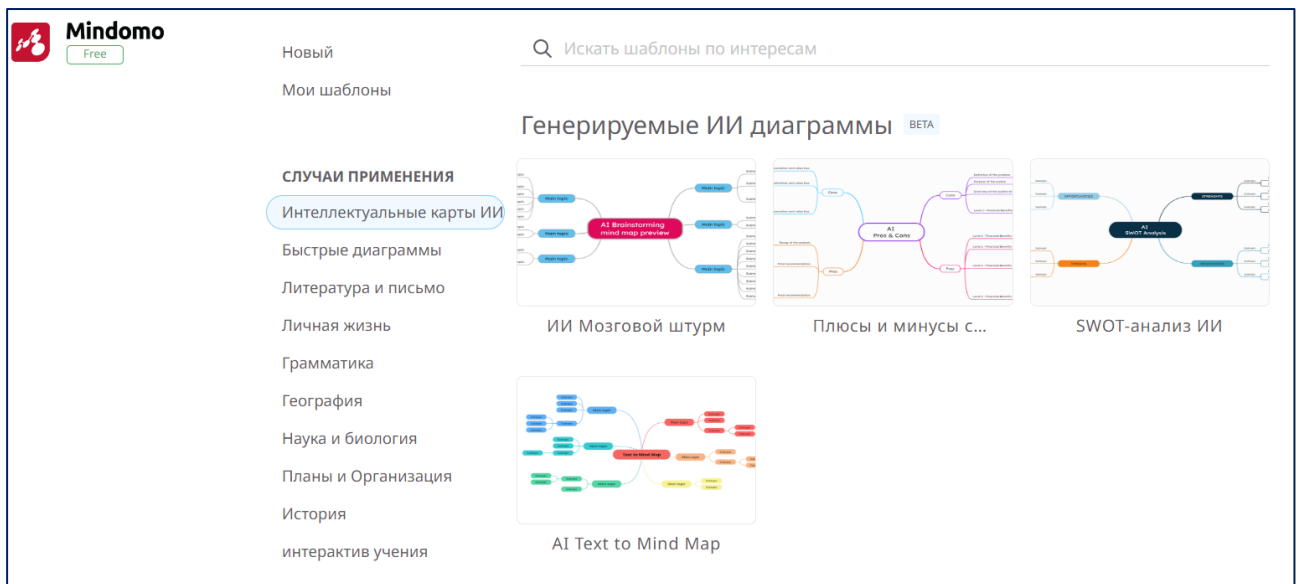 Mindomo
Free
Новый
Мои шаблоны
СЛУЧАИ ПРИМЕНЕНИЯ
Интеллектуальные карты ИИ
Быстрые диаграммы
Литература и письмо
Личная жизнь
Грамматика
География
Наука и биология
Планы и Организация
История
интерактив учения
Искать шаблоны по интересам
Генерируемые ИИ диаграммы BETA
AI Brainstorming
mind map preview
ИИ Мозговой штурм
AI
Pros & Cons
Плюсы и минусы с...
AI
SWOT Analysis
SWOT-анализ ИИ
Text to Mind Map
AI Text to Mind Map